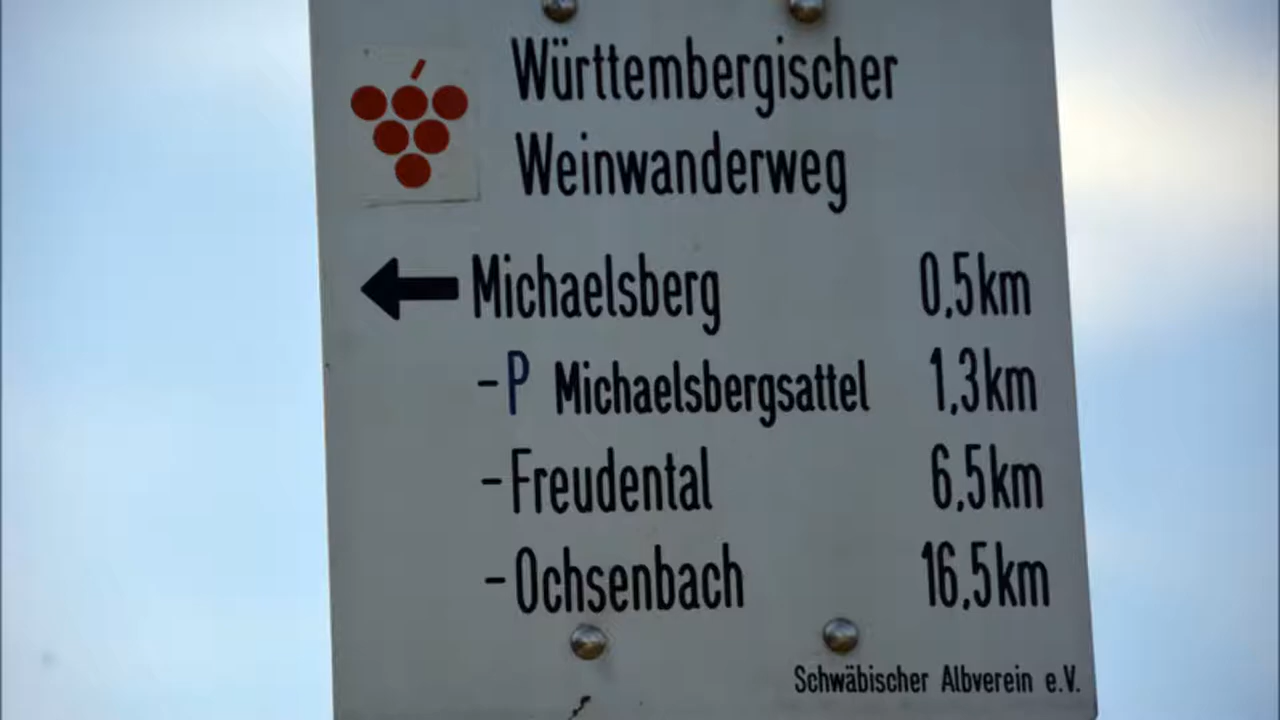 Württembergischer
Weinwanderweg
Michaelsberg 0,5km
-P Michaelsbergsattel 1,3km
-Freudental 6,5km
-Ochsenbach 16,5km
Schwäbischer Albverein e.V.